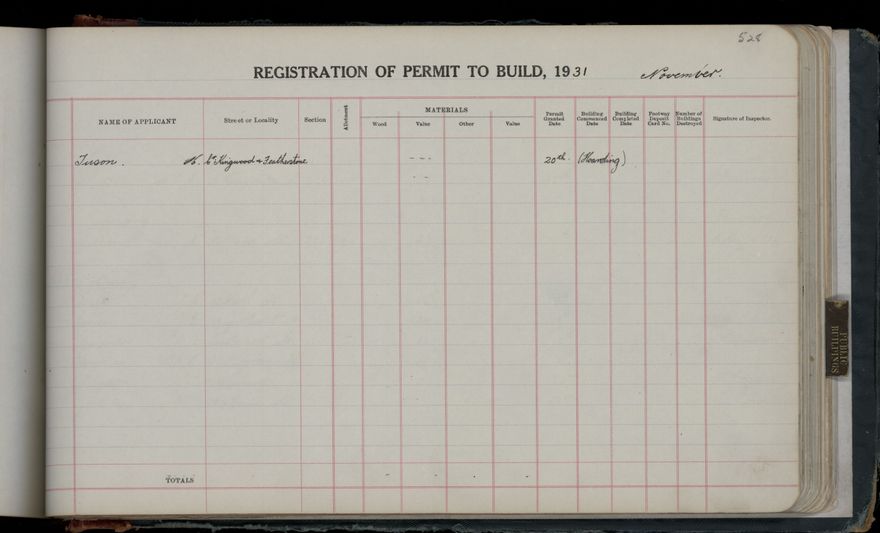 528
REGISTRATION OF PERMIT TO BUILD, 1931 November.
NAME OF APPLICANT Street or Locality Section Allotment MATERIALS Wood Value Other Value Permit Granted Date Building Commenced Date Building Completed Date Footway Deposit Card No. Number of Buildings Destroyed Signature of Inspector.
Tuson. H. Cr Kingwood & Featherstone - - - 20th. (Hoarding)
- -
TOTALS - - - -
PUBLIC BUILDINGS